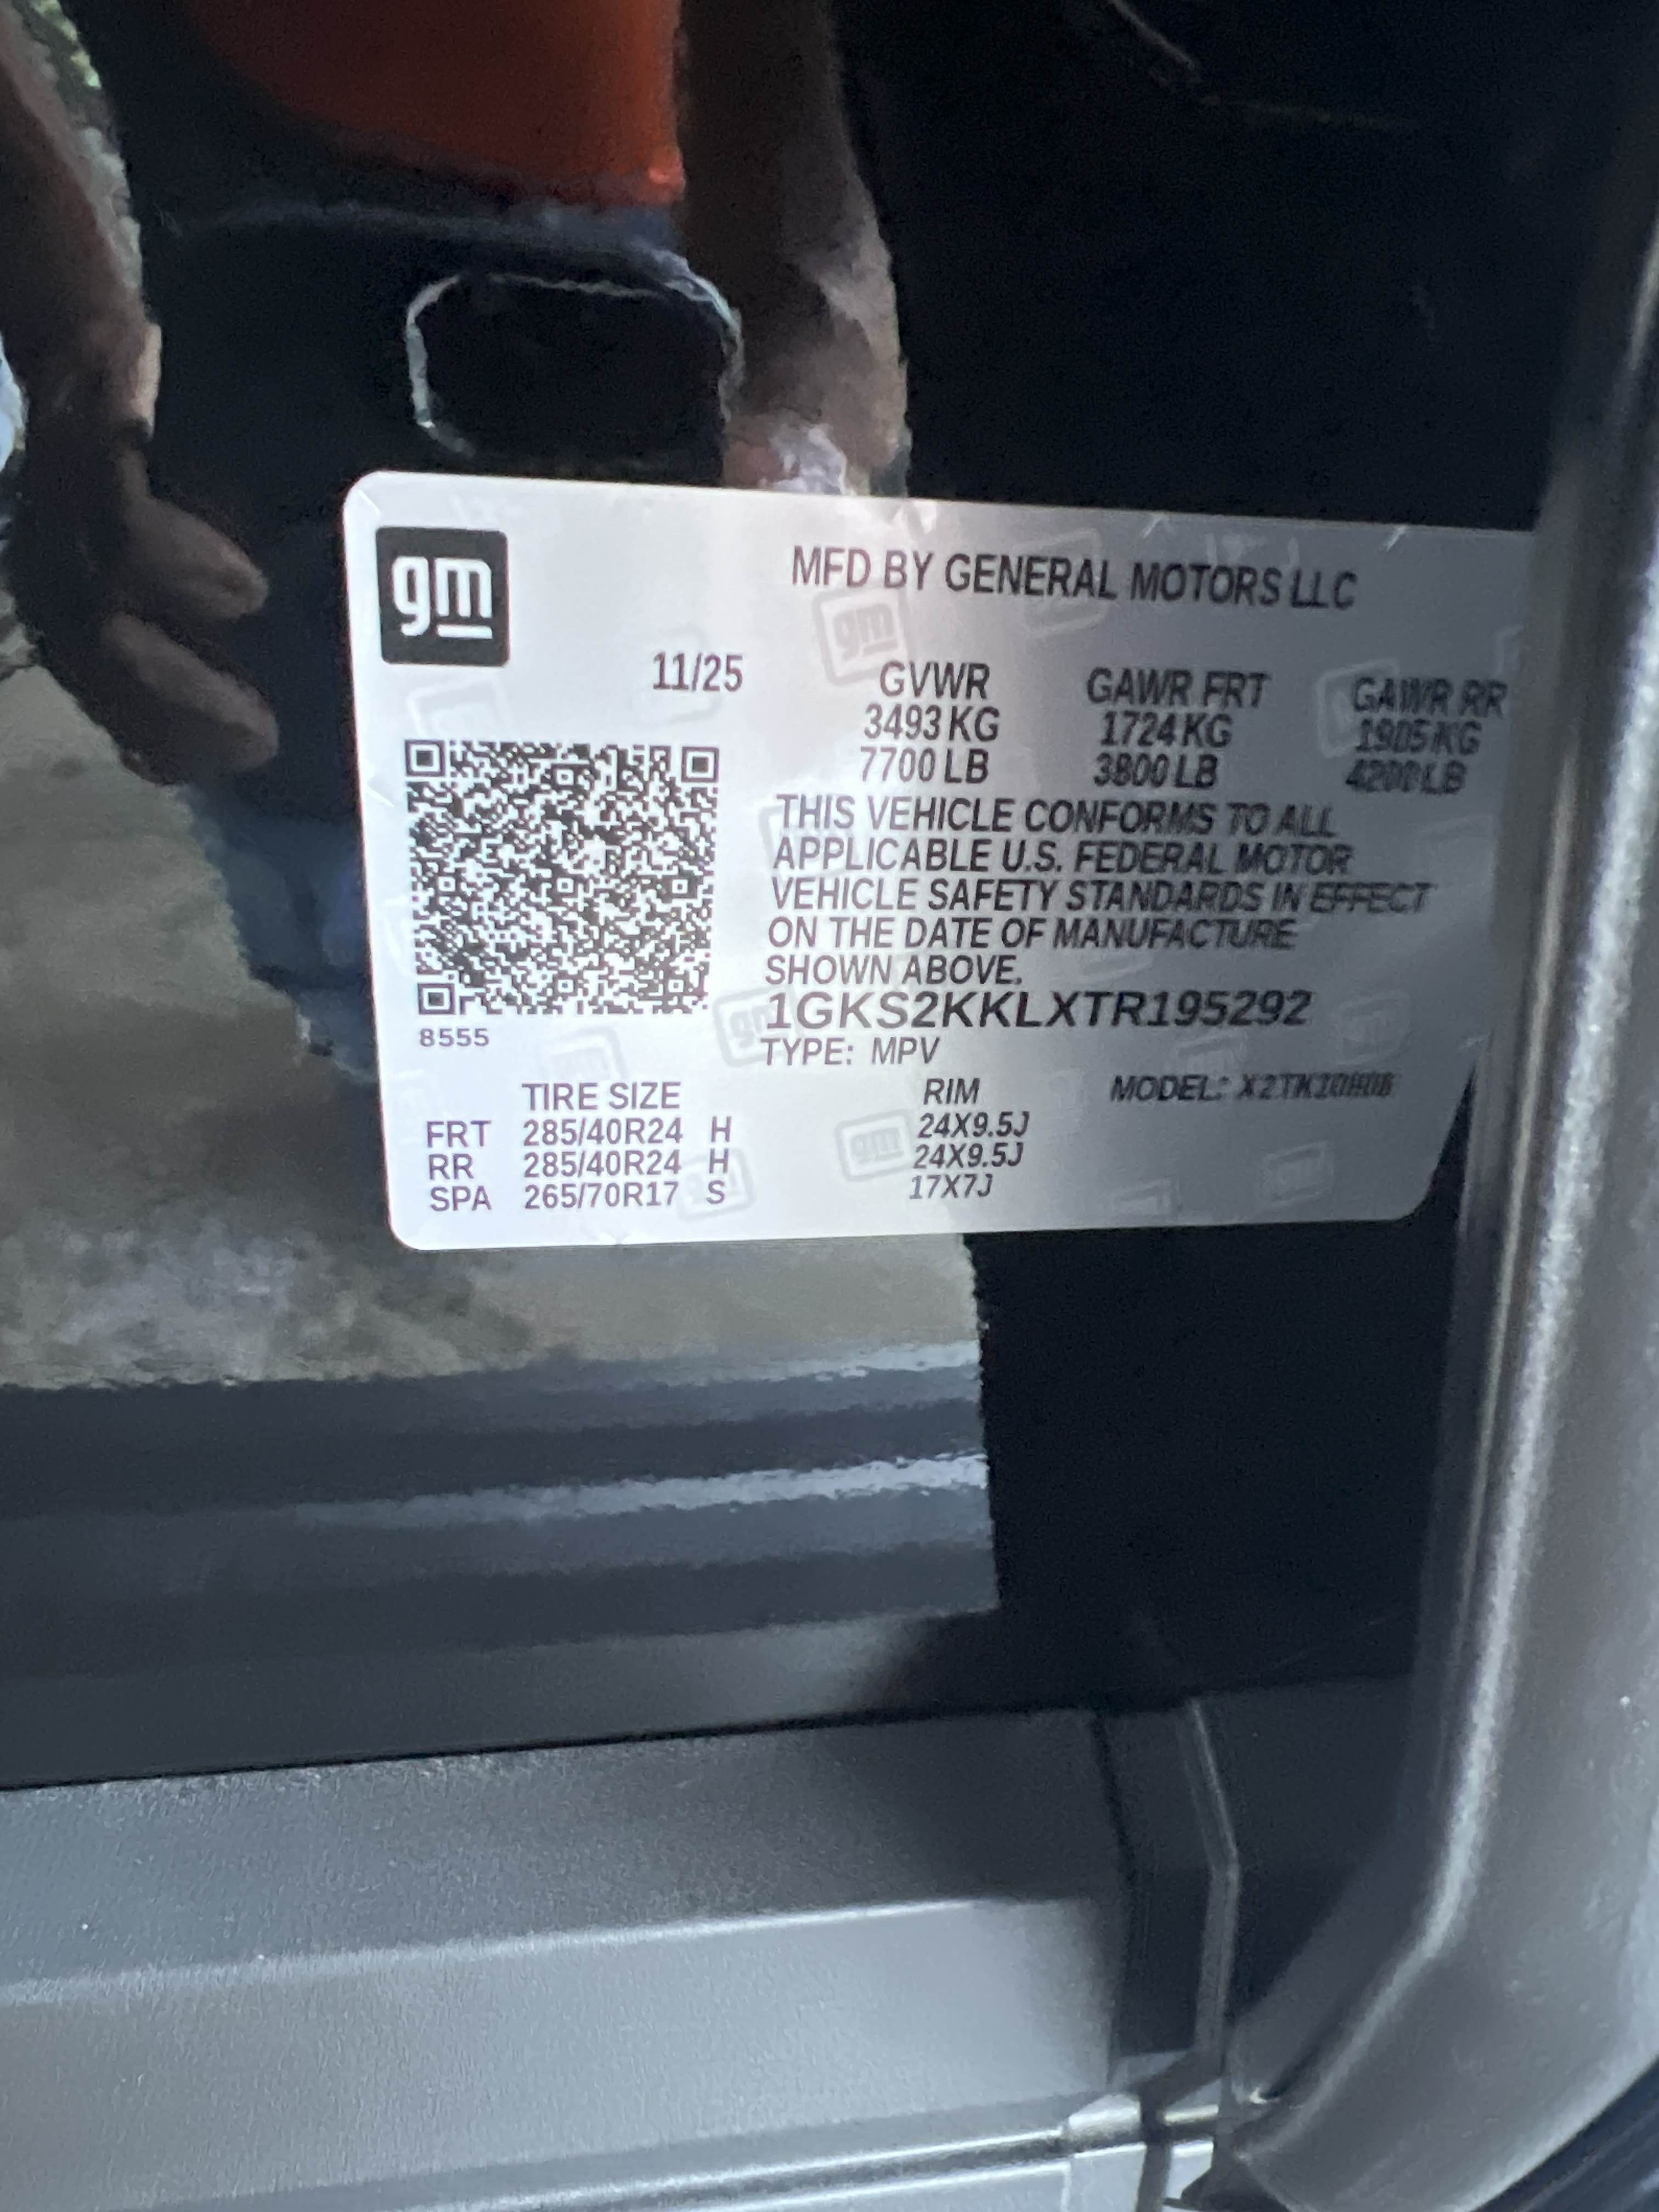 gm
MFD BY GENERAL MOTORS LLC
11/25 GVWR GAWR FRT GAWR RR
3493 KG 1724 KG 1905 KG
7700 LB 3800 LB 4200 LB
THIS VEHICLE CONFORMS TO ALL
APPLICABLE U.S. FEDERAL MOTOR
VEHICLE SAFETY STANDARDS IN EFFECT
ON THE DATE OF MANUFACTURE
SHOWN ABOVE.
1GKS2KKLXTR195292
8555
TYPE: MPV
TIRE SIZE RIM MODEL:
FRT 285/40R24 H 24X9.5J
RR 285/40R24 H 24X9.5J
SPA 265/70R17 S 17X7J